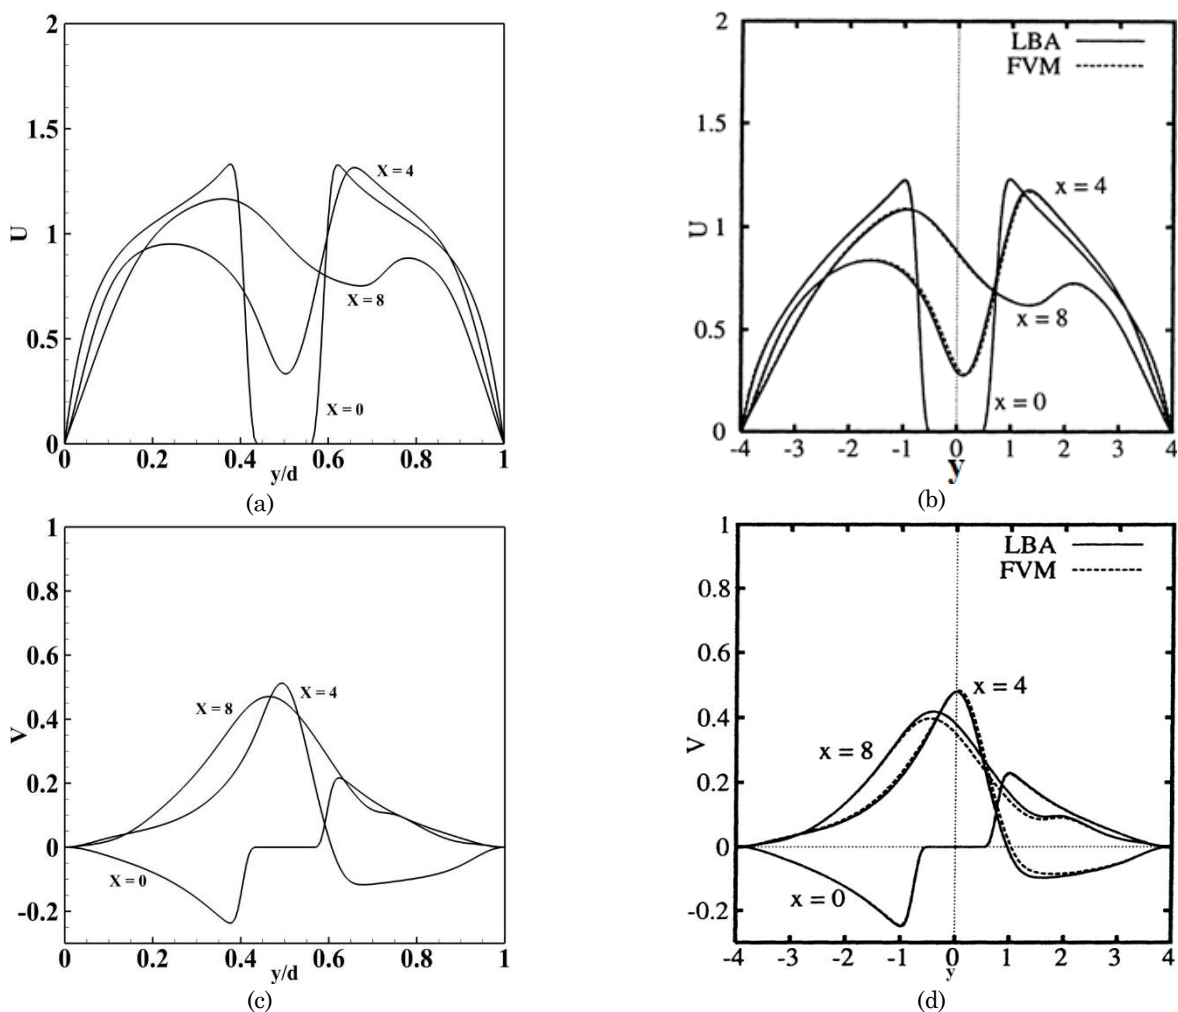 2
1.5
1
0.5
0
U
X = 4
X = 8
X = 0
0
0.2
0.4
0.6
0.8
1
y/d
(a)
2
1.5
1
0.5
0
U
LBA
FVM
x = 4
x = 8
x = 0
-4
-3
-2
-1
0
1
2
3
4
y
(b)
1
0.8
0.6
0.4
0.2
0
-0.2
V
X = 8
X = 4
X = 0
0
0.2
0.4
0.6
0.8
1
y/d
(c)
1
0.8
0.6
0.4
0.2
0
-0.2
V
LBA
FVM
x = 4
x = 8
x = 0
-4
-3
-2
-1
0
1
2
3
4
y
(d)